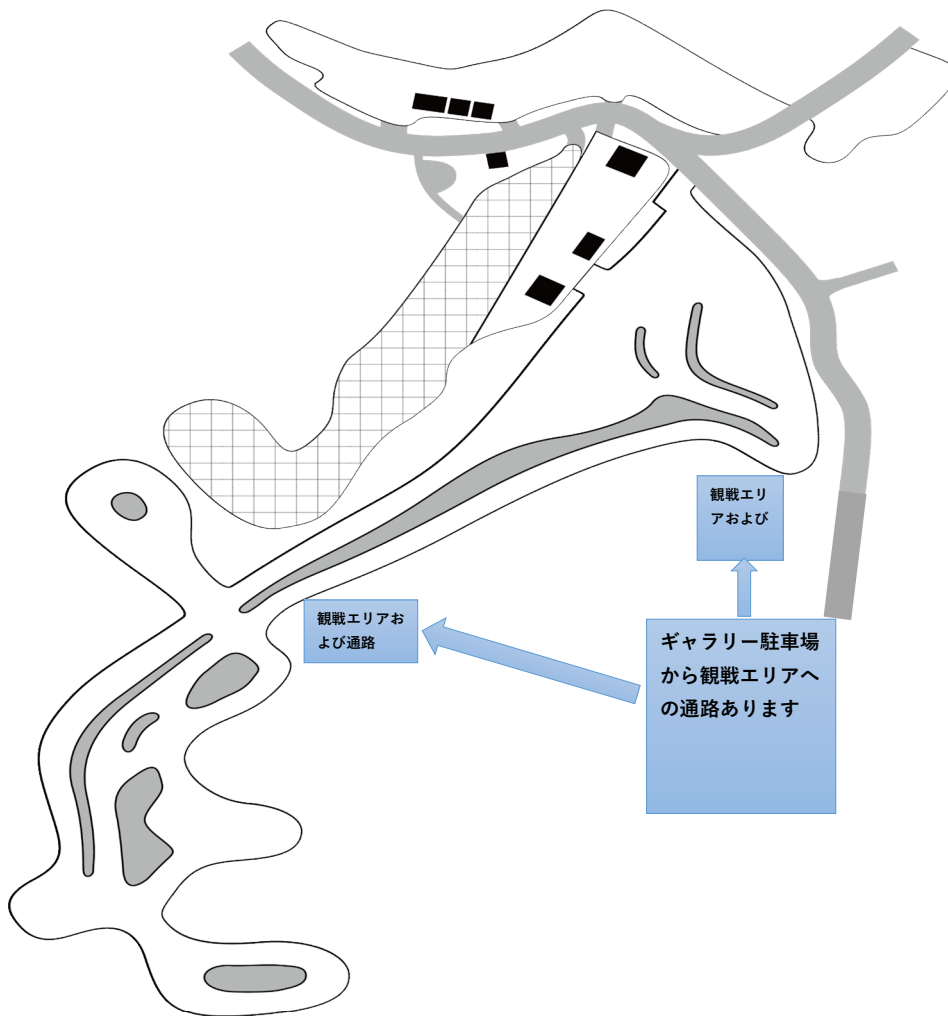 観戦エリ
アおよび
観戦エリアお
よび通路
ギャラリー駐車場
から観戦エリアへ
の通路あります